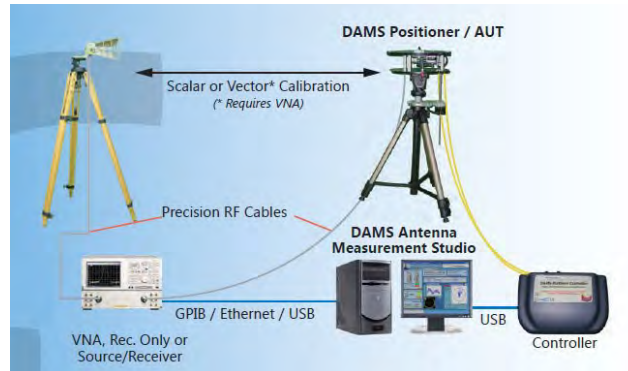 DAMS Positioner / AUT
Scalar or Vector* Calibration
(* Requires VNA)
Precision RF Cables
DAMS Antenna
Measurement Studio
GPIB / Ethernet / USB
USB
VNA, Rec. Only or
Source/Receiver
Controller